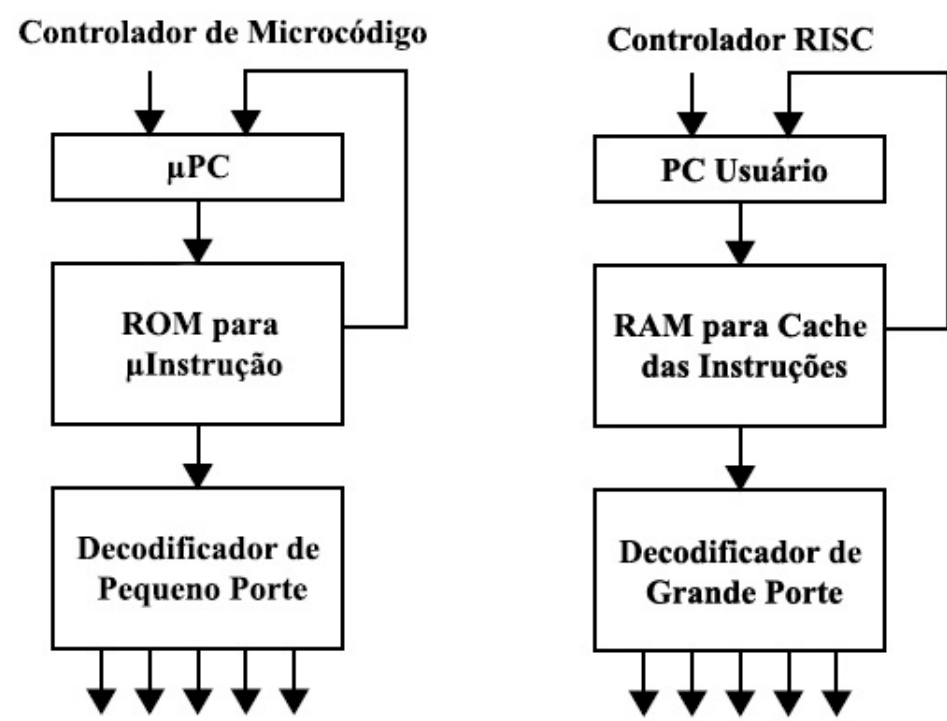 Controlador de Microcódigo
µPC
ROM para
µInstrução
Decodificador de
Pequeno Porte
Controlador RISC
PC Usuário
RAM para Cache
das Instruções
Decodificador de
Grande Porte